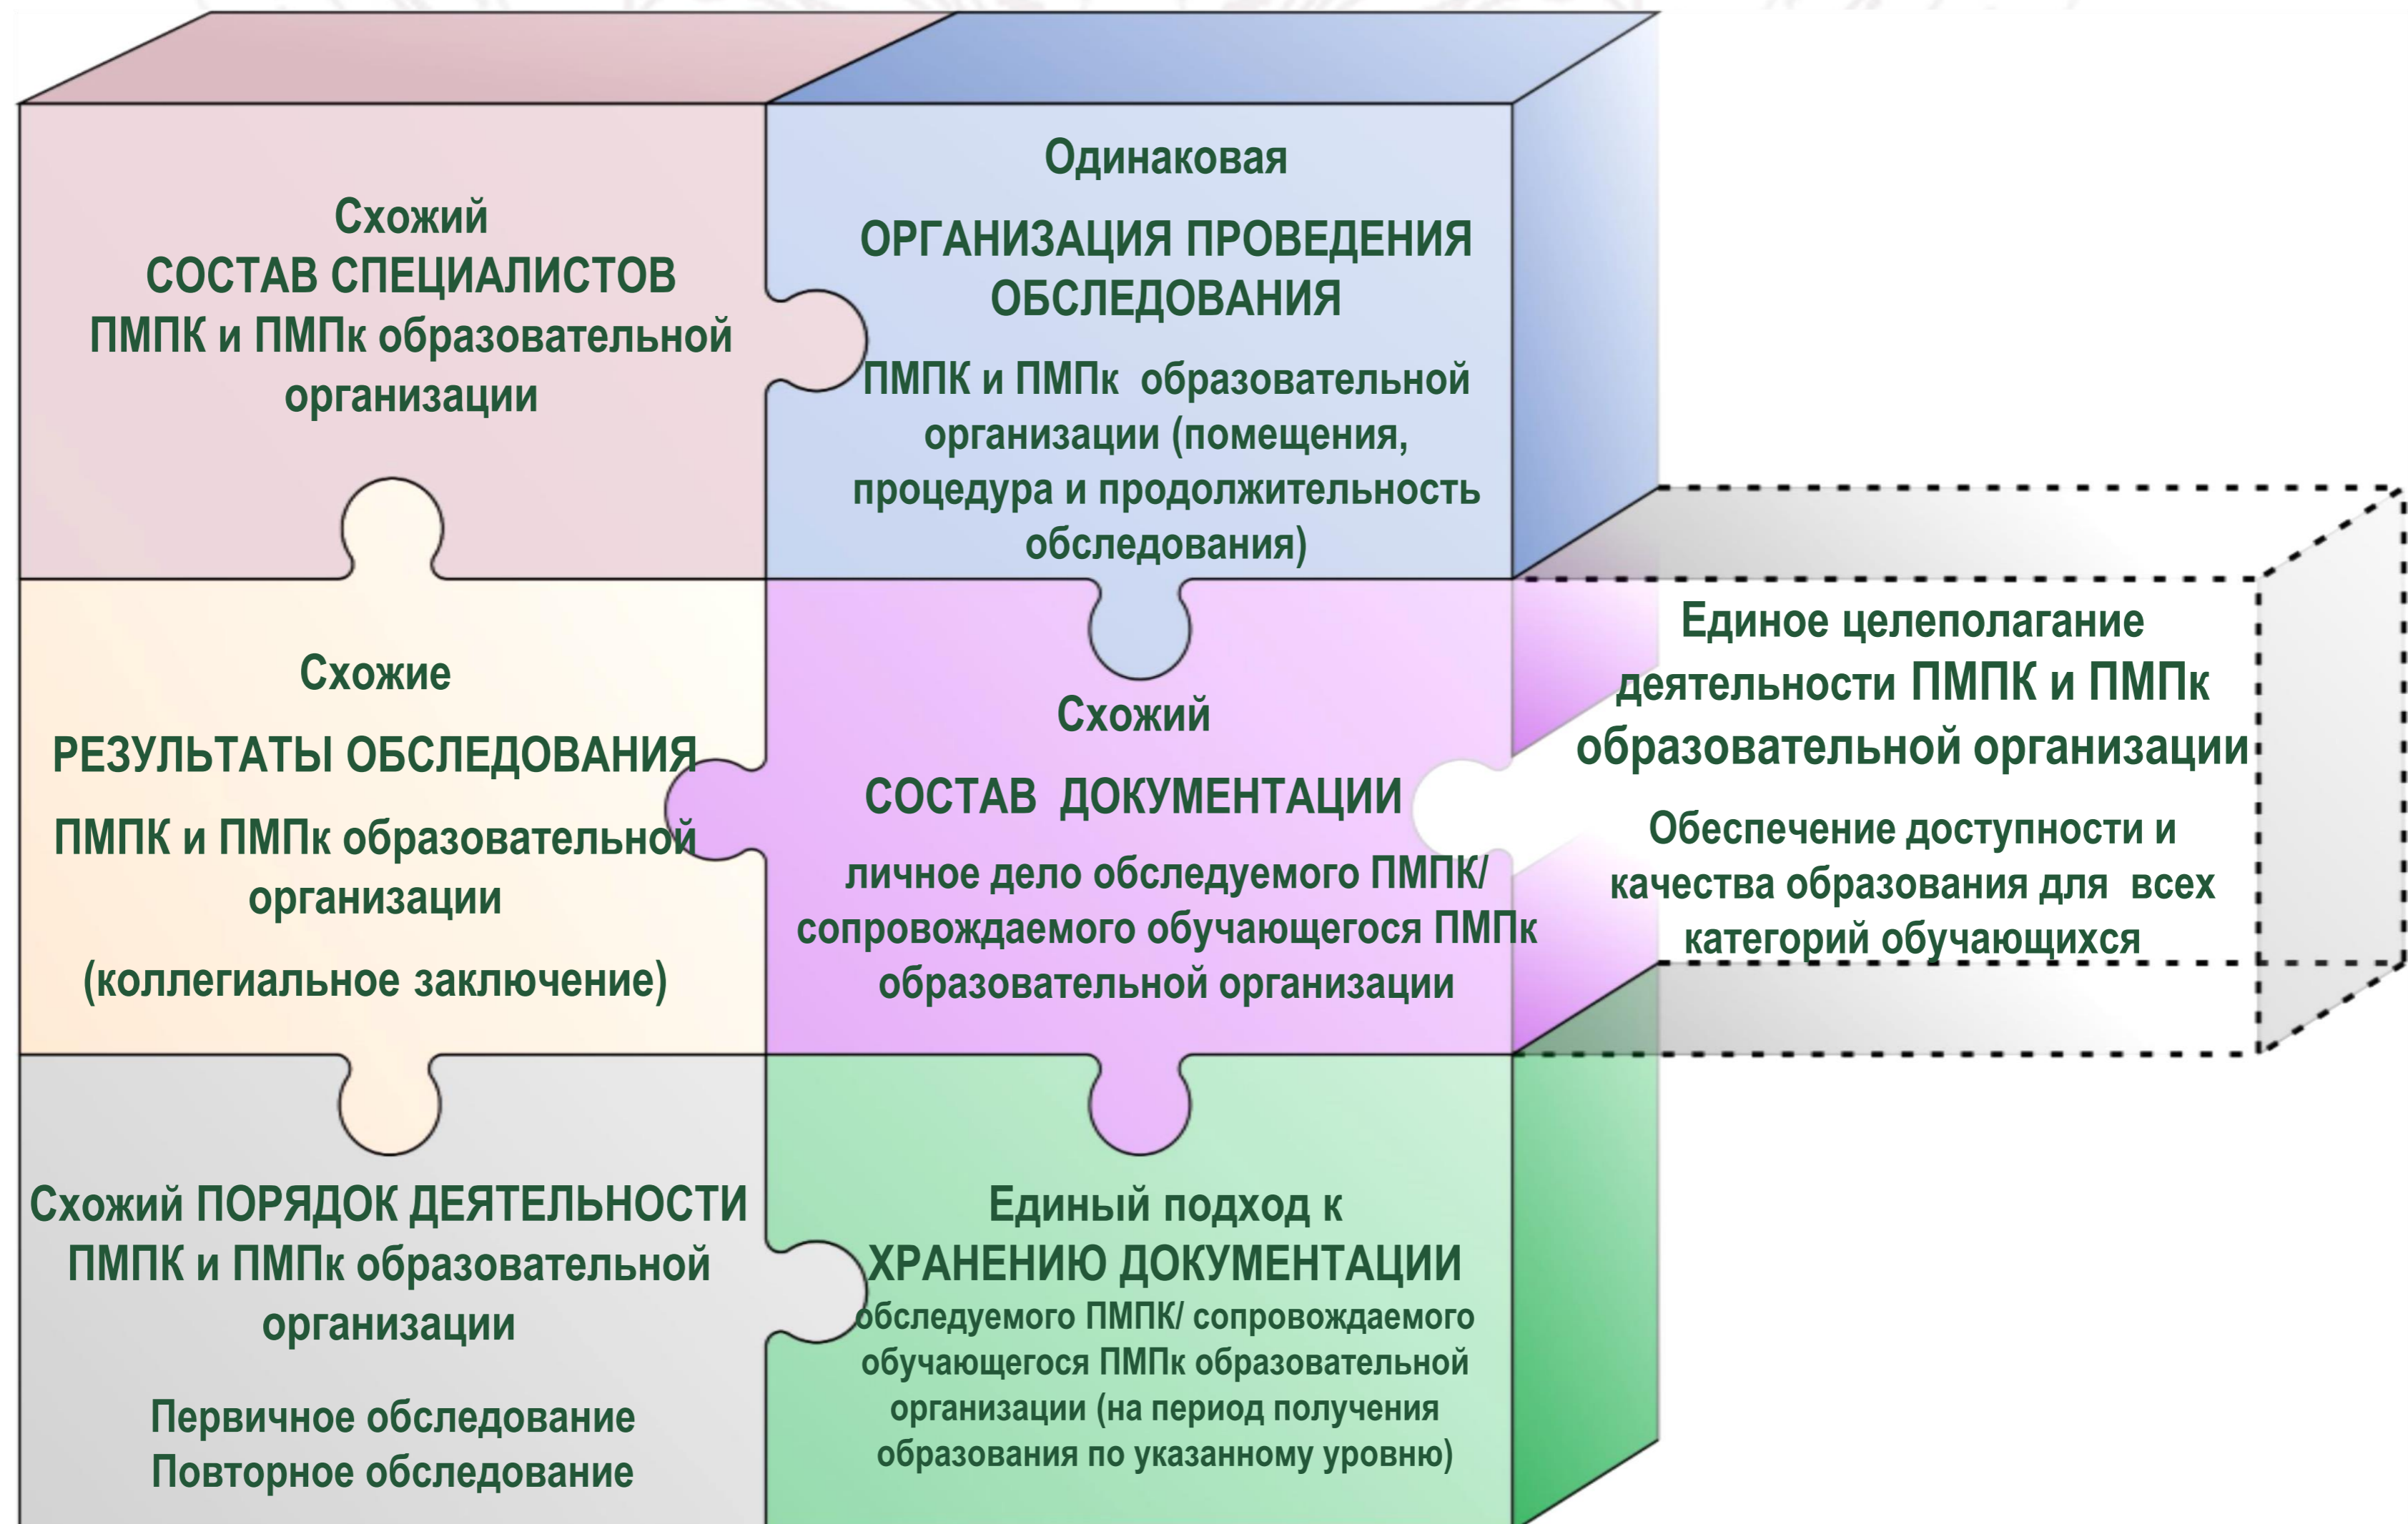 Схожий
СОСТАВ СПЕЦИАЛИСТОВ
ПМПК и ПМПк образовательной
организации
Одинаковая
ОРГАНИЗАЦИЯ ПРОВЕДЕНИЯ
ОБСЛЕДОВАНИЯ
ПМПК и ПМПк образовательной
организации (помещения,
процедура и продолжительность
обследования)
Схожие
РЕЗУЛЬТАТЫ ОБСЛЕДОВАНИЯ
ПМПК и ПМПк образовательной
организации
(коллегиальное заключение)
Схожий
СОСТАВ ДОКУМЕНТАЦИИ
личное дело обследуемого ПМПК/
сопровождаемого обучающегося ПМПк
образовательной организации
Единое целеполагание
деятельности ПМПК и ПМПк
образовательной организации
Обеспечение доступности и
качества образования для всех
категорий обучающихся
Схожий ПОРЯДОК ДЕЯТЕЛЬНОСТИ
ПМПК и ПМПк образовательной
организации
Первичное обследование
Повторное обследование
Единый подход к
ХРАНЕНИЮ ДОКУМЕНТАЦИИ
обследуемого ПМПК/ сопровождаемого
обучающегося ПМПк образовательной
организации (на период получения
образования по указанному уровню)